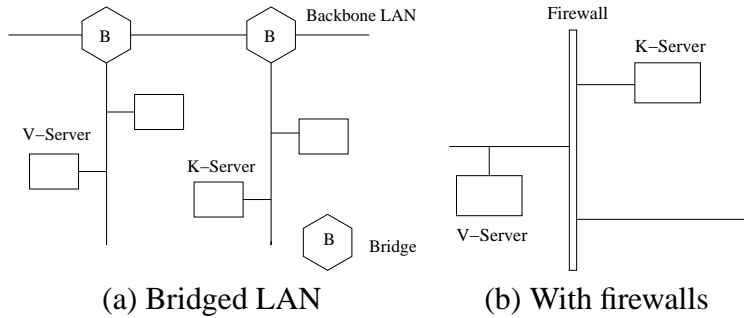 Backbone LAN
B
B
V−Server
K−Server
B
Bridge
(a) Bridged LAN
Firewall
K−Server
V−Server
(b) With firewalls